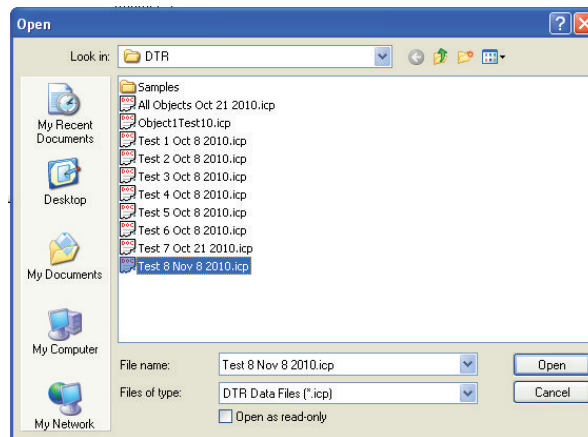 Open
Look in: DTR
Samples
All Objects Oct 21 2010.icp
Object1Test10.icp
Test 1 Oct 8 2010.icp
Test 2 Oct 8 2010.icp
Test 3 Oct 8 2010.icp
Test 4 Oct 8 2010.icp
Test 5 Oct 8 2010.icp
Test 6 Oct 8 2010.icp
Test 7 Oct 21 2010.icp
Test 8 Nov 8 2010.icp
My Recent
Documents
Desktop
My Documents
My Computer
My Network
File name: Test 8 Nov 8 2010.icp Open
Files of type: DTR Data Files (*.icp) Cancel
Open as read-only